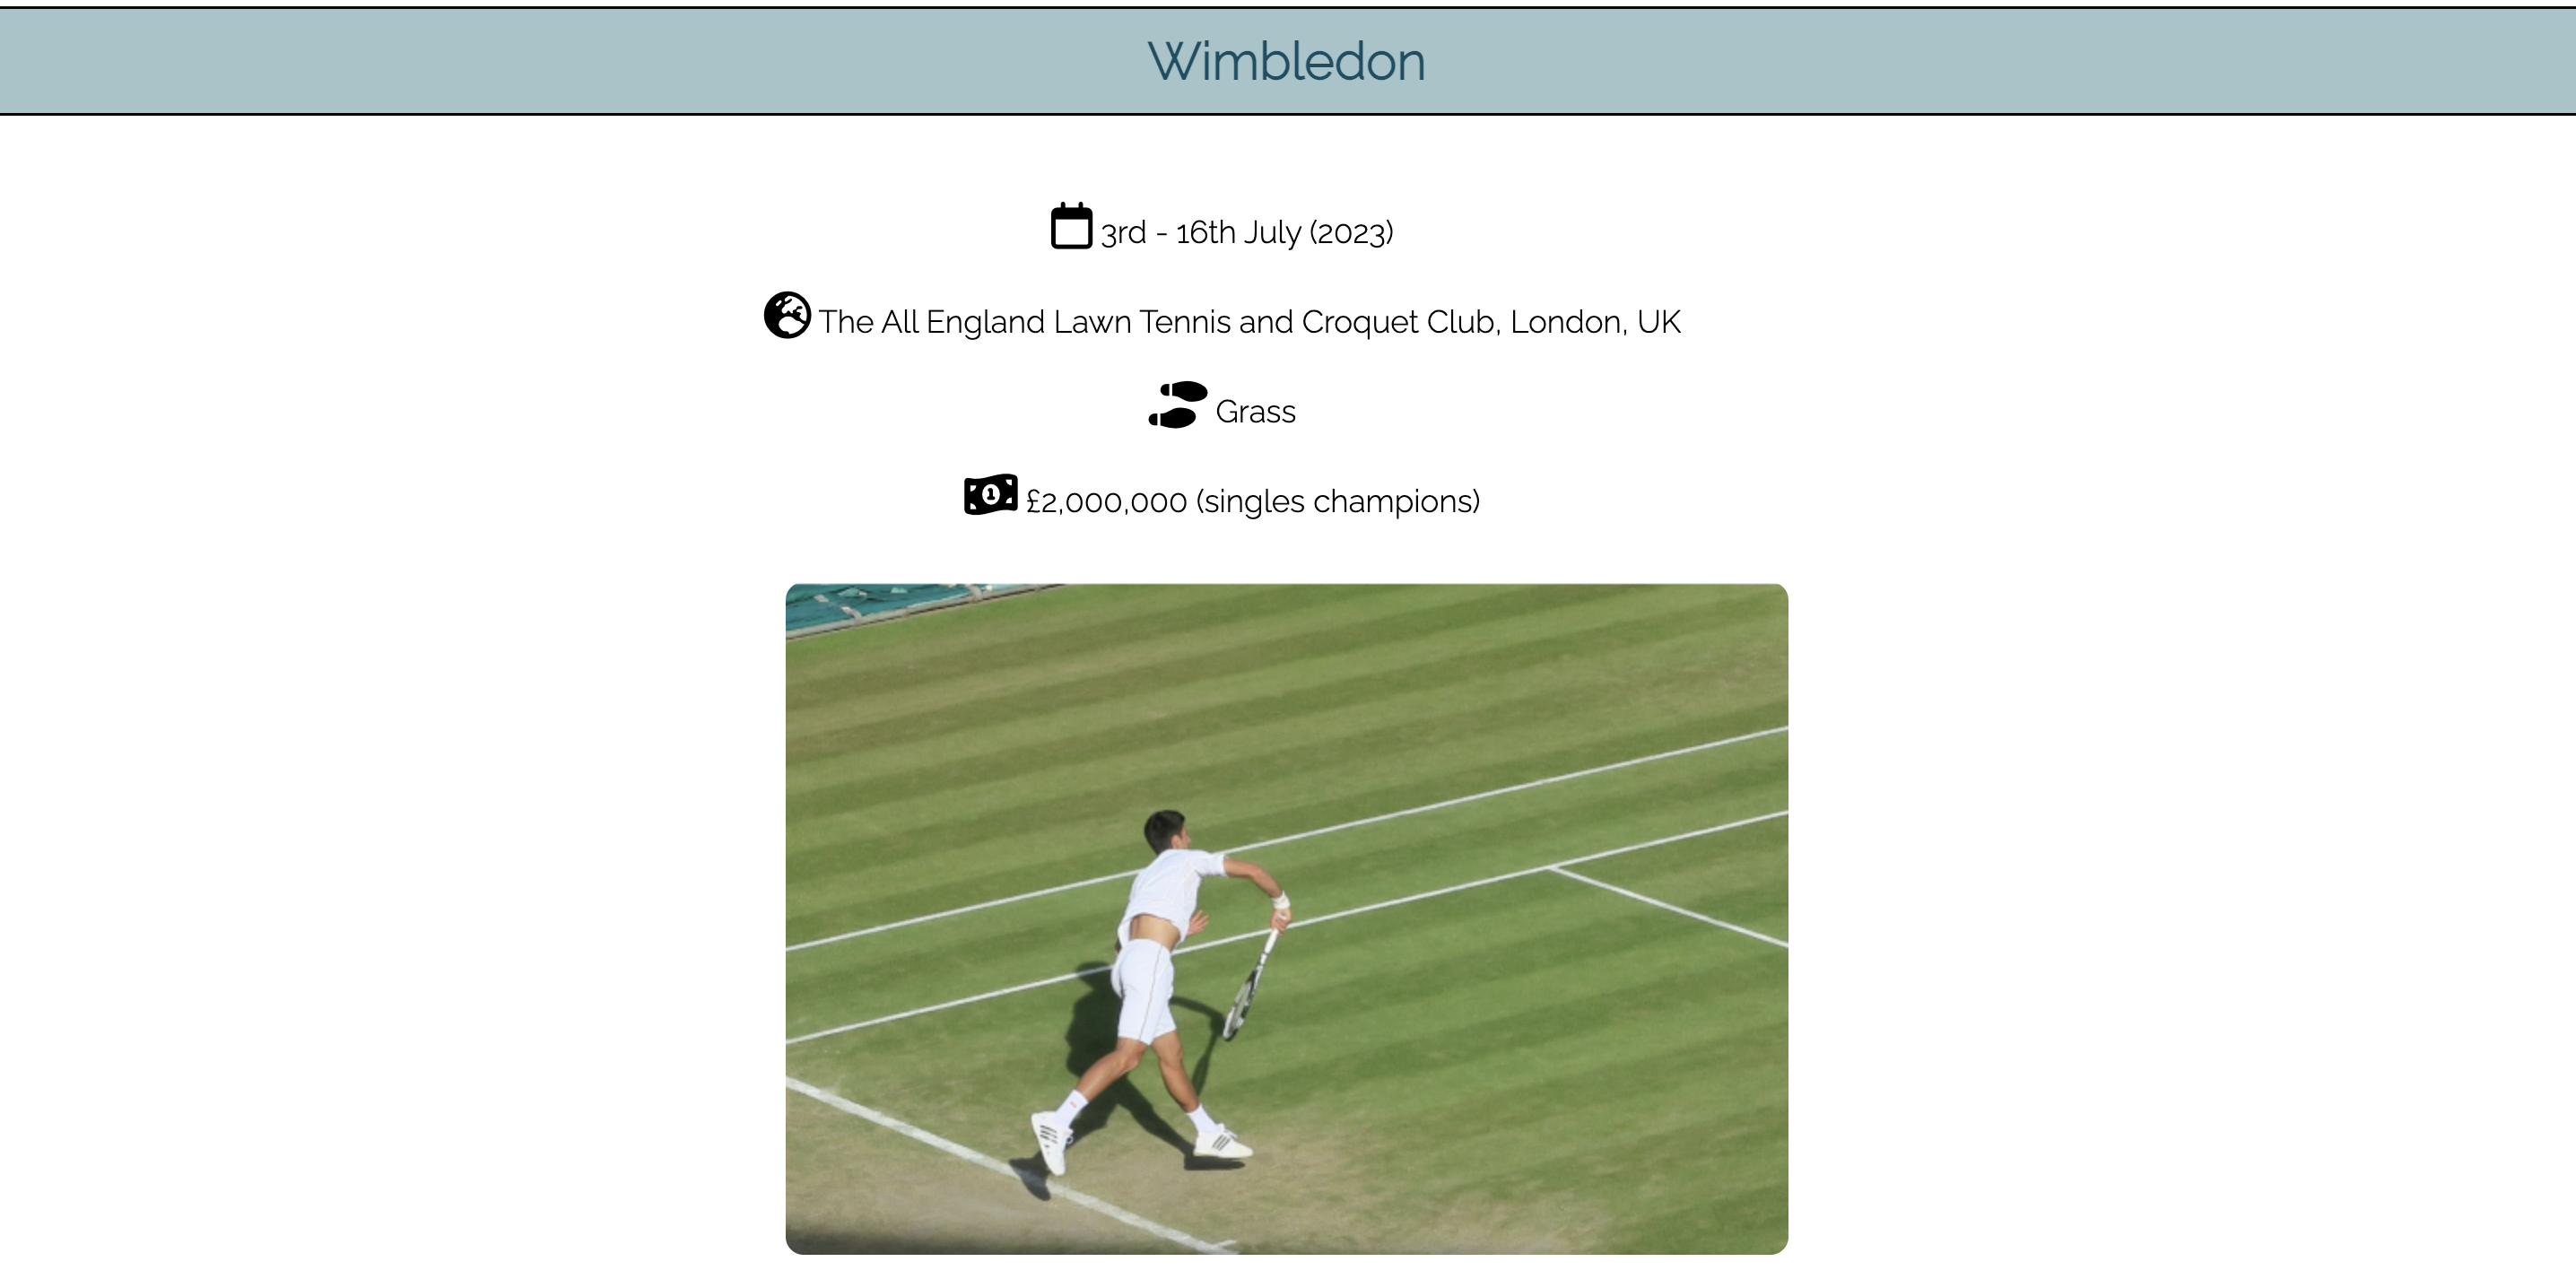 Wimbledon
3rd - 16th July (2023)
The All England Lawn Tennis and Croquet Club, London, UK
Grass
£2,000,000 (singles champions)